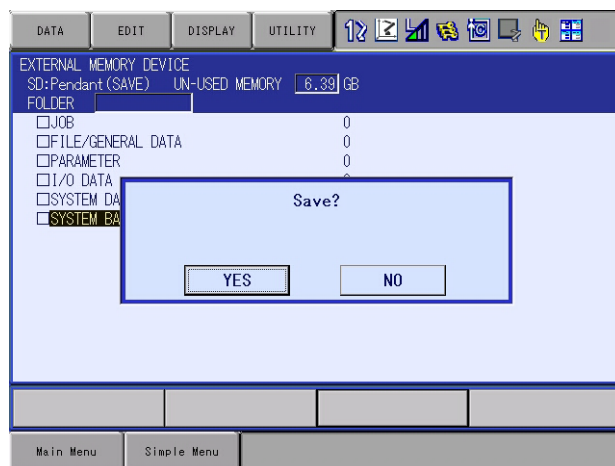 DATA EDIT DISPLAY UTILITY
EXTERNAL MEMORY DEVICE
SD:Pendant(SAVE) UN-USED MEMORY 6.39 GB
FOLDER
JOB 0
FILE/GENERAL DATA 0
PARAMETER 0
I/O DATA
SYSTEM DA
SYSTEM BA
Save?
YES NO
Main Menu Simple Menu